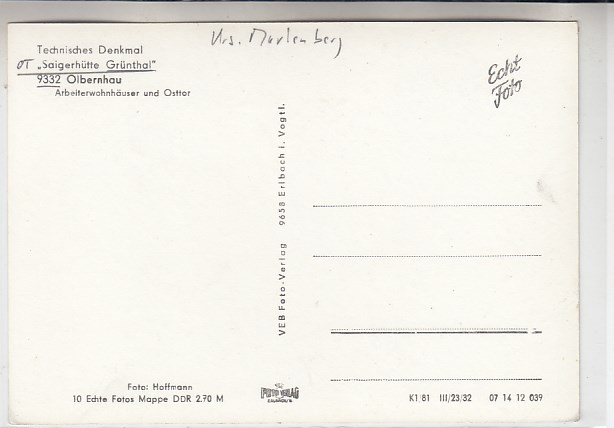 Krs. Marienberg
Technisches Denkmal
OT „Saigerhütte Grünthal"
9332 Olbernhau
Arbeiterwohnhäuser und Osttor
Echt
Foto
VEB Foto-Verlag 9658 Erlbach i. Vogtl.
Foto: Hoffmann
10 Echte Fotos Mappe DDR 2.70 M
FOTO VERLAG
K1/81 III/23/32 07 14 12 039